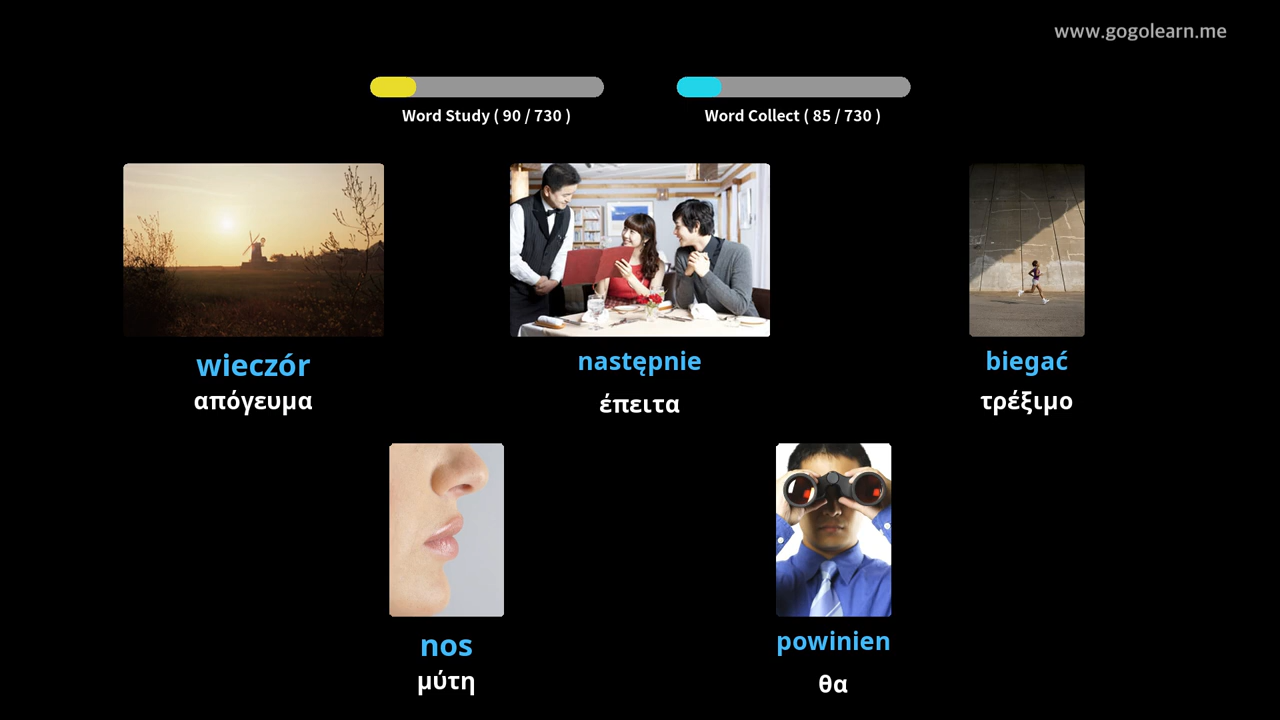 www.gogolearn.me
Word Study ( 90 / 730 )
Word Collect ( 85 / 730 )
wieczór
απόγευμα
następnie
έπειτα
biegać
τρέξιμο
nos
μύτη
powinien
θα